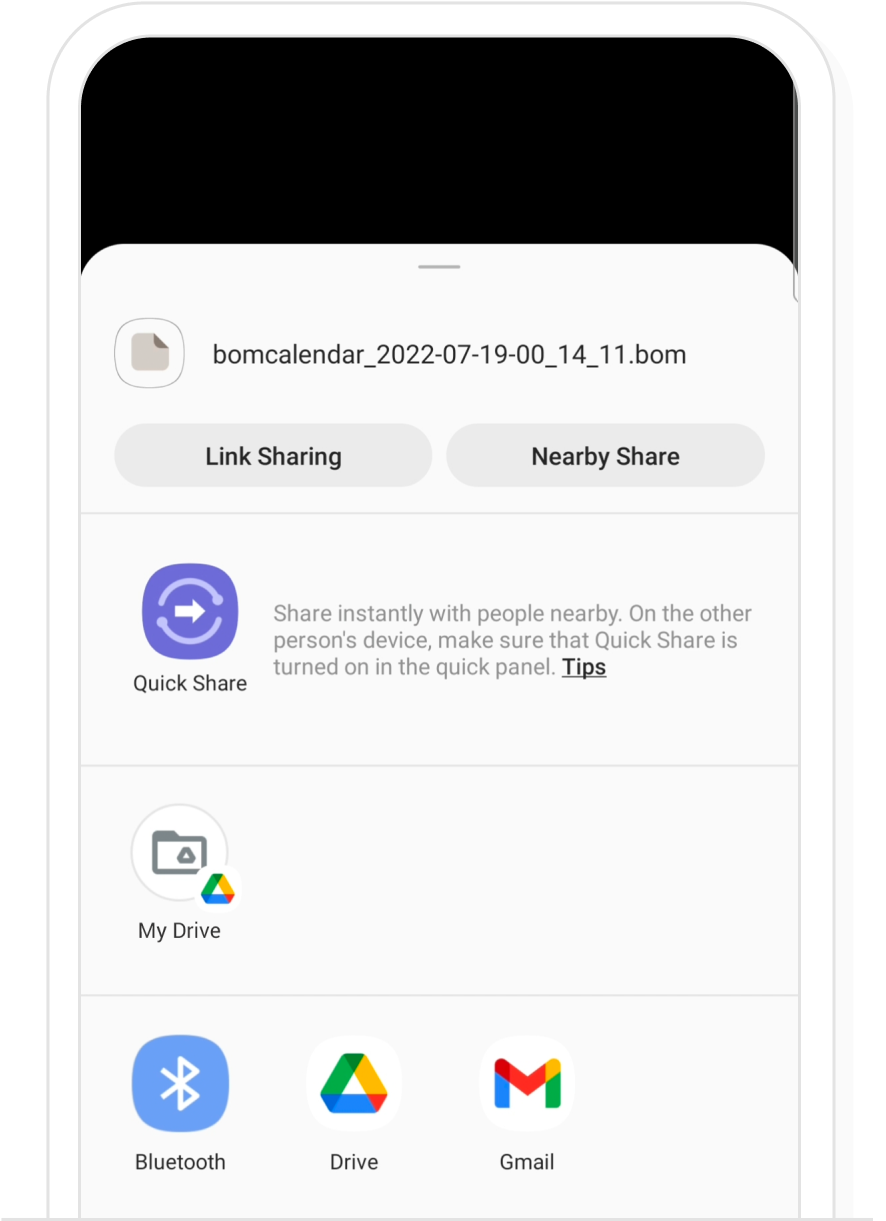 bomcalendar_2022-07-19-00_14_11.bom
Link Sharing
Nearby Share
Share instantly with people nearby. On the other
person's device, make sure that Quick Share is
turned on in the quick panel. Tips
Quick Share
My Drive
Bluetooth
Drive
Gmail